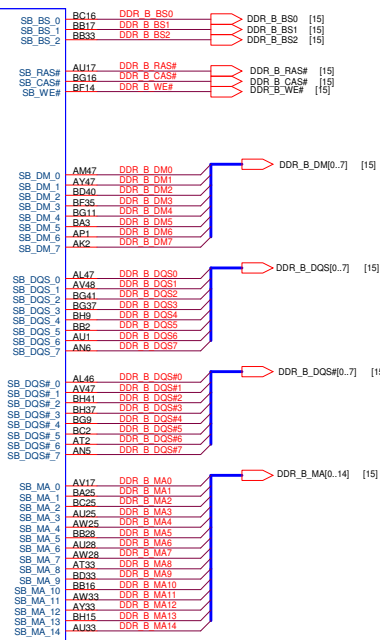 SB_BS_0 BC16 DDR_B_BS0 DDR_B_BS0 [15]
SB_BS_1 BB17 DDR_B_BS1 DDR_B_BS1 [15]
SB_BS_2 BB33 DDR_B_BS2 DDR_B_BS2 [15]
SB_RAS# AU17 DDR_B_RAS# DDR_B_RAS# [15]
SB_CAS# BG16 DDR_B_CAS# DDR_B_CAS# [15]
SB_WE# BF14 DDR_B_WE# DDR_B_WE# [15]
SB_DM_0 AM47 DDR_B_DM0 DDR_B_DM[0..7] [15]
SB_DM_1 AY47 DDR_B_DM1
SB_DM_2 BD40 DDR_B_DM2
SB_DM_3 BF35 DDR_B_DM3
SB_DM_4 BG11 DDR_B_DM4
SB_DM_5 BA3 DDR_B_DM5
SB_DM_6 AP1 DDR_B_DM6
SB_DM_7 AK2 DDR_B_DM7
SB_DQS_0 AL47 DDR_B_DQS0 DDR_B_DQS[0..7] [15]
SB_DQS_1 AV48 DDR_B_DQS1
SB_DQS_2 BG41 DDR_B_DQS2
SB_DQS_3 BG37 DDR_B_DQS3
SB_DQS_4 BH9 DDR_B_DQS4
SB_DQS_5 BB2 DDR_B_DQS5
SB_DQS_6 AU1 DDR_B_DQS6
SB_DQS_7 AN6 DDR_B_DQS7
SB_DQS#_0 AL46 DDR_B_DQS#0 DDR_B_DQS#[0..7] [15
SB_DQS#_1 AV47 DDR_B_DQS#1
SB_DQS#_2 BH41 DDR_B_DQS#2
SB_DQS#_3 BH37 DDR_B_DQS#3
SB_DQS#_4 BG9 DDR_B_DQS#4
SB_DQS#_5 BC2 DDR_B_DQS#5
SB_DQS#_6 AT2 DDR_B_DQS#6
SB_DQS#_7 AN5 DDR_B_DQS#7
SB_MA_0 AV17 DDR_B_MA0 DDR_B_MA[0..14] [15]
SB_MA_1 BA25 DDR_B_MA1
SB_MA_2 BC25 DDR_B_MA2
SB_MA_3 AU25 DDR_B_MA3
SB_MA_4 AW25 DDR_B_MA4
SB_MA_5 BB28 DDR_B_MA5
SB_MA_6 AU28 DDR_B_MA6
SB_MA_7 AW28 DDR_B_MA7
SB_MA_8 AT33 DDR_B_MA8
SB_MA_9 BD33 DDR_B_MA9
SB_MA_10 BB16 DDR_B_MA10
SB_MA_11 AW33 DDR_B_MA11
SB_MA_12 AY33 DDR_B_MA12
SB_MA_13 BH15 DDR_B_MA13
SB_MA_14 AU33 DDR_B_MA14